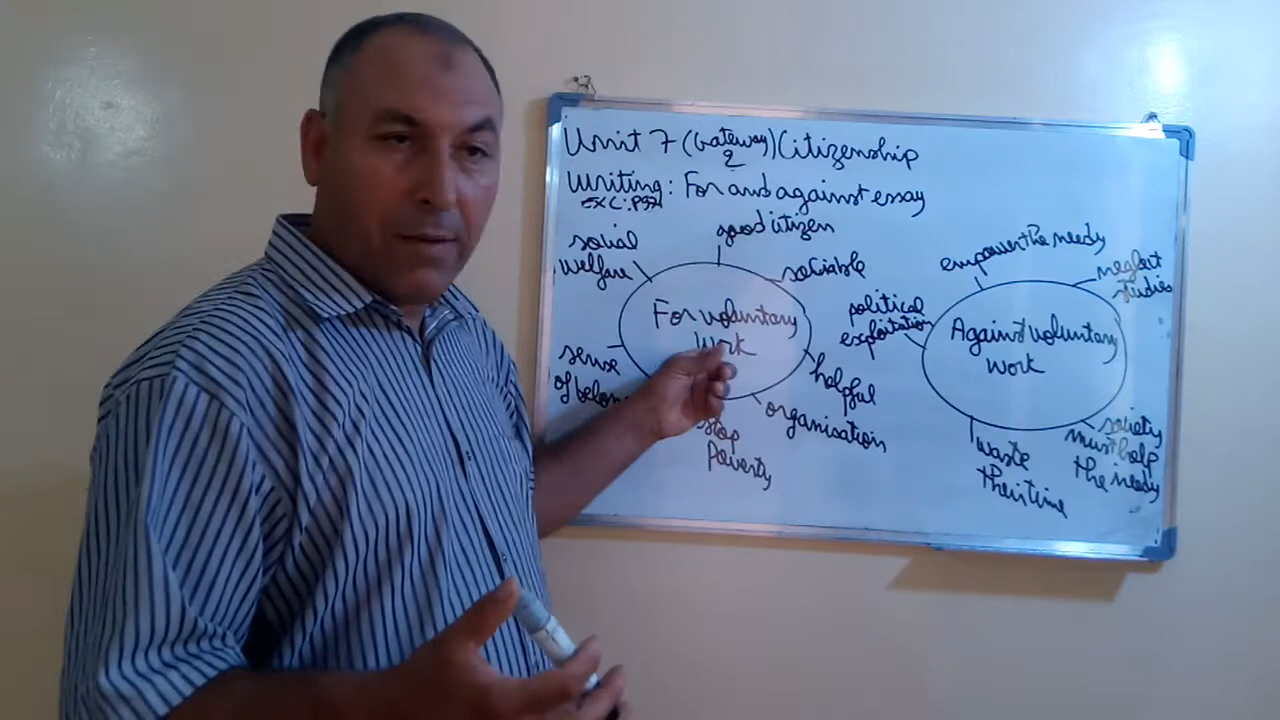 Unit 7 (Gateway 2) Citizenship
Writing: For and against essay
EXC: P97
good citizen
social
welfare
sociable
For voluntary
work
sense
of belon
helpful
organisation
stop
Poverty
empower the needy
neglect
studies
political
exploitation
Against voluntary
work
waste
their time
society
must help
the needy